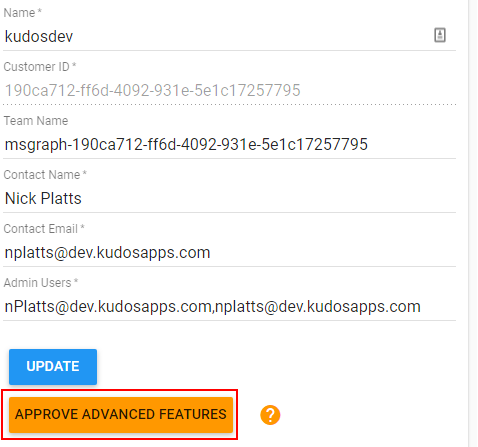 Name *
kudosdev
Customer ID *
190ca712-ff6d-4092-931e-5e1c17257795
Team Name
msgraph-190ca712-ff6d-4092-931e-5e1c17257795
Contact Name *
Nick Platts
Contact Email *
nplatts@dev.kudosapps.com
Admin Users *
nPlatts@dev.kudosapps.com,nplatts@dev.kudosapps.com
UPDATE
APPROVE ADVANCED FEATURES ?